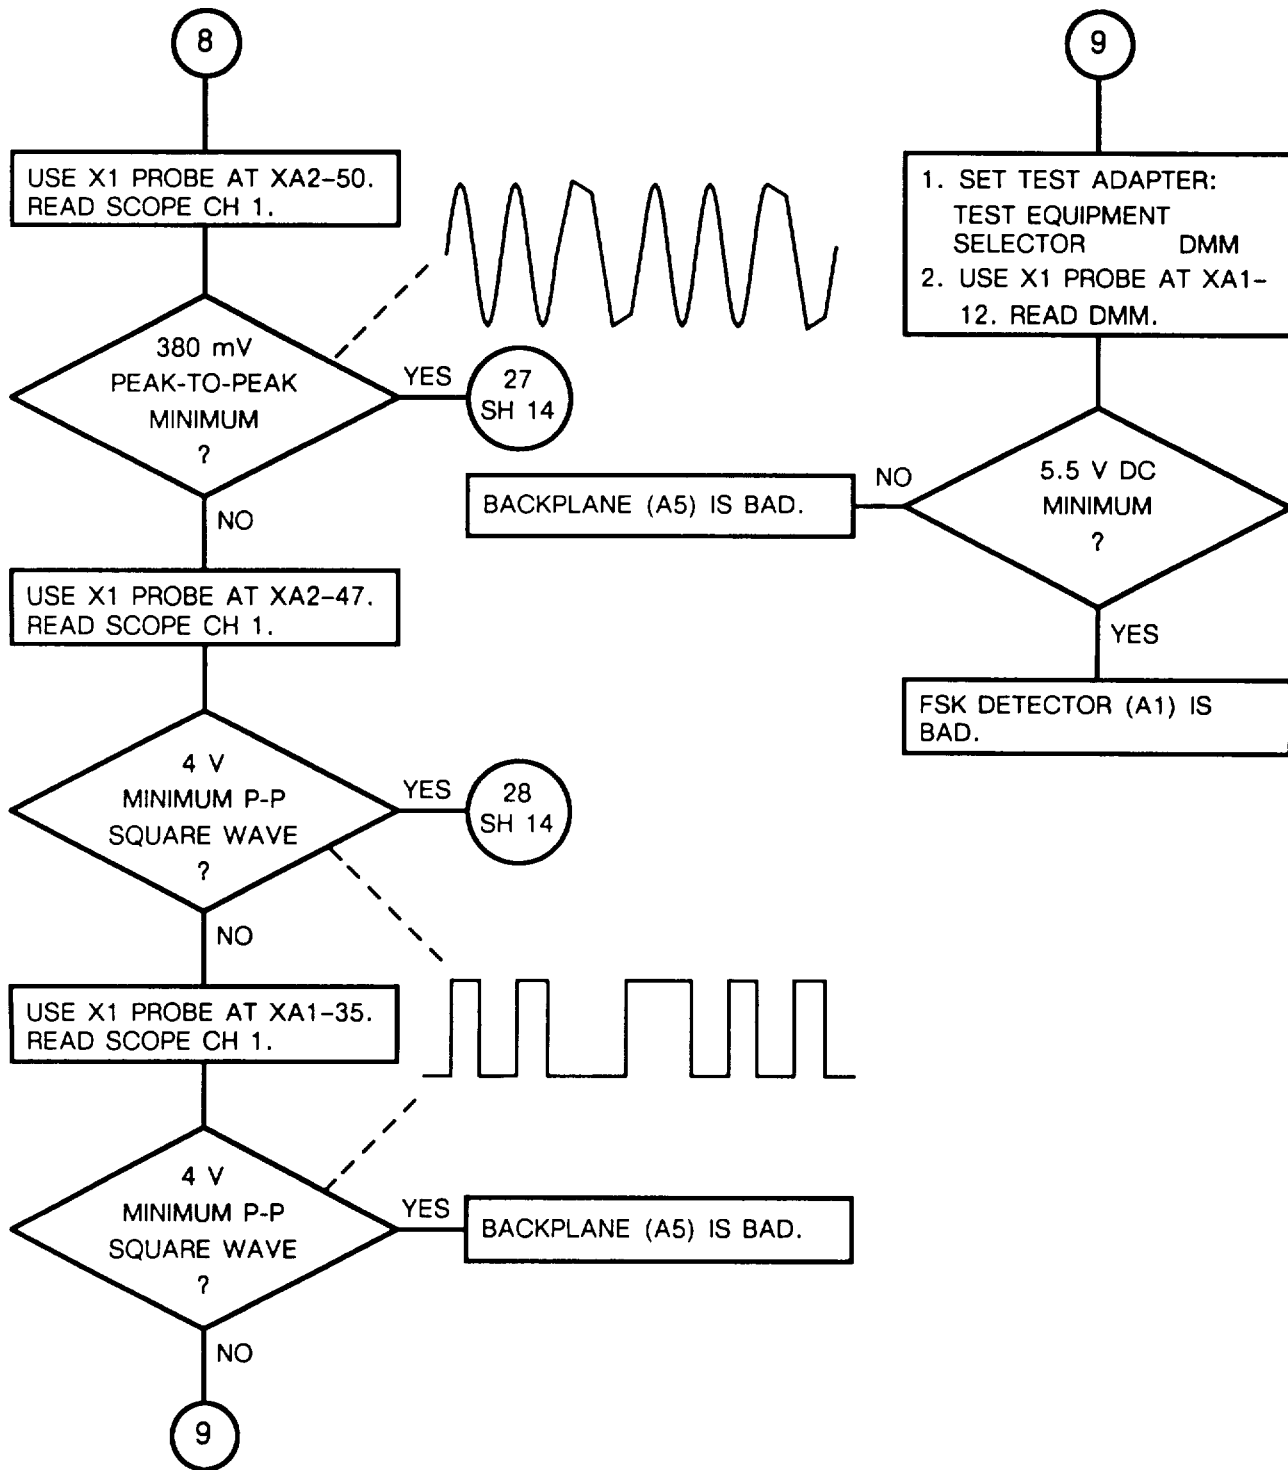 8
USE X1 PROBE AT XA2-50.
READ SCOPE CH 1.
380 mV
PEAK-TO-PEAK
MINIMUM
?
YES
27
SH 14
NO
USE X1 PROBE AT XA2-47.
READ SCOPE CH 1.
4 V
MINIMUM P-P
SQUARE WAVE
?
YES
28
SH 14
NO
USE X1 PROBE AT XA1-35.
READ SCOPE CH 1.
4 V
MINIMUM P-P
SQUARE WAVE
?
YES
BACKPLANE (A5) IS BAD.
NO
9
9
1. SET TEST ADAPTER:
TEST EQUIPMENT
SELECTOR DMM
2. USE X1 PROBE AT XA1-
12. READ DMM.
5.5 V DC
MINIMUM
?
NO
BACKPLANE (A5) IS BAD.
YES
FSK DETECTOR (A1) IS
BAD.